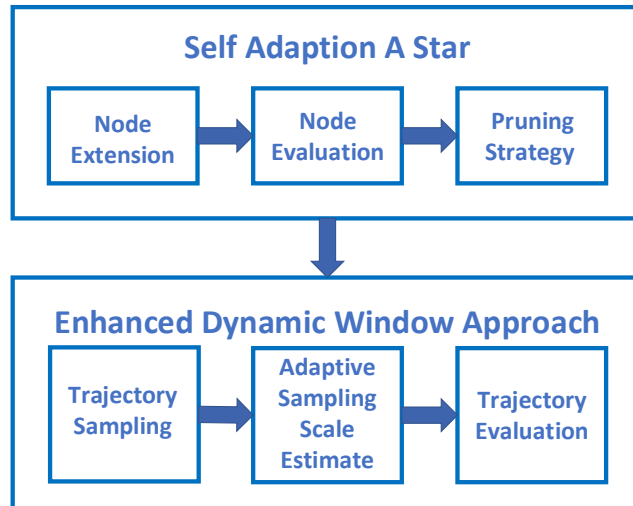 Self Adaption A Star
Node
Extension
Node
Evaluation
Pruning
Strategy
Enhanced Dynamic Window Approach
Trajectory
Sampling
Adaptive
Sampling
Scale
Estimate
Trajectory
Evaluation